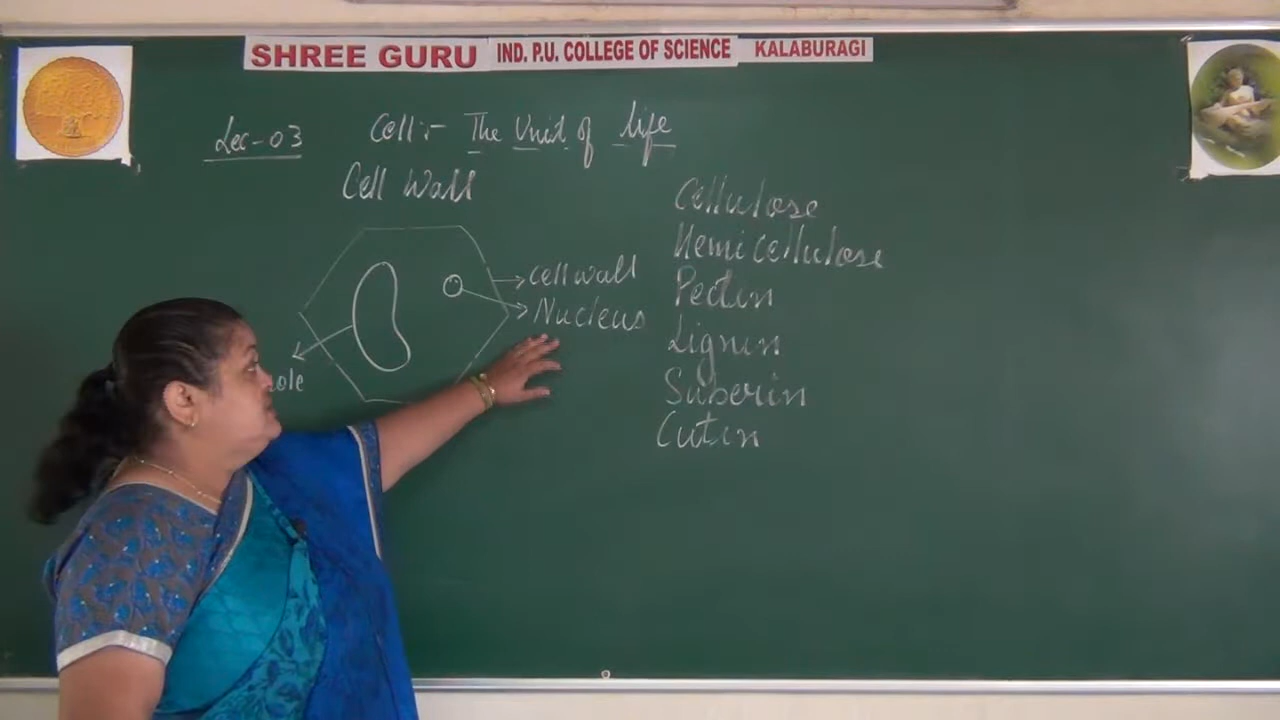 SHREE GURU IND. P.U. COLLEGE OF SCIENCE KALABURAGI
Lec-03 Cell:- The Unit of life
Cell Wall
cell wall
Nucleus
ole
Cellulose
Hemicellulose
Pectin
Lignin
Suberin
Cutin